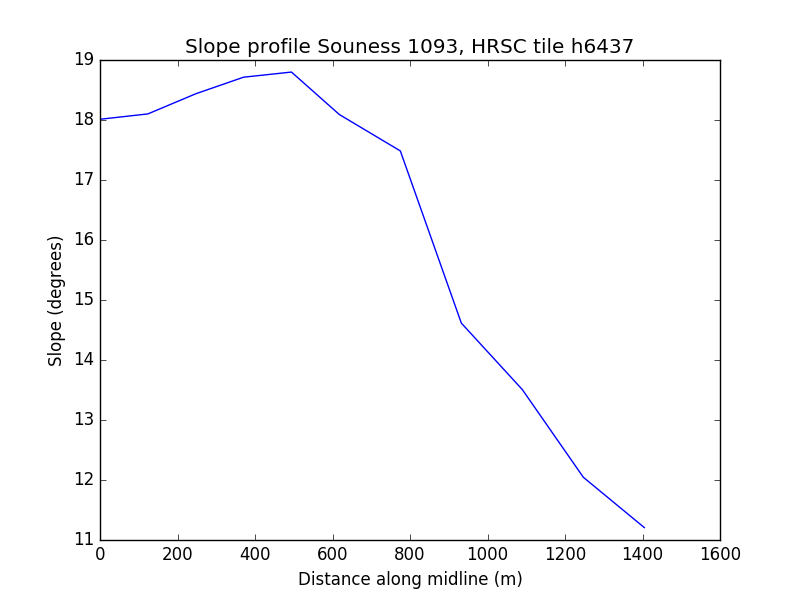 Slope profile Souness 1093, HRSC tile h6437
19
18
17
16
15
14
13
12
11
Slope (degrees)
0 200 400 600 800 1000 1200 1400 1600
Distance along midline (m)